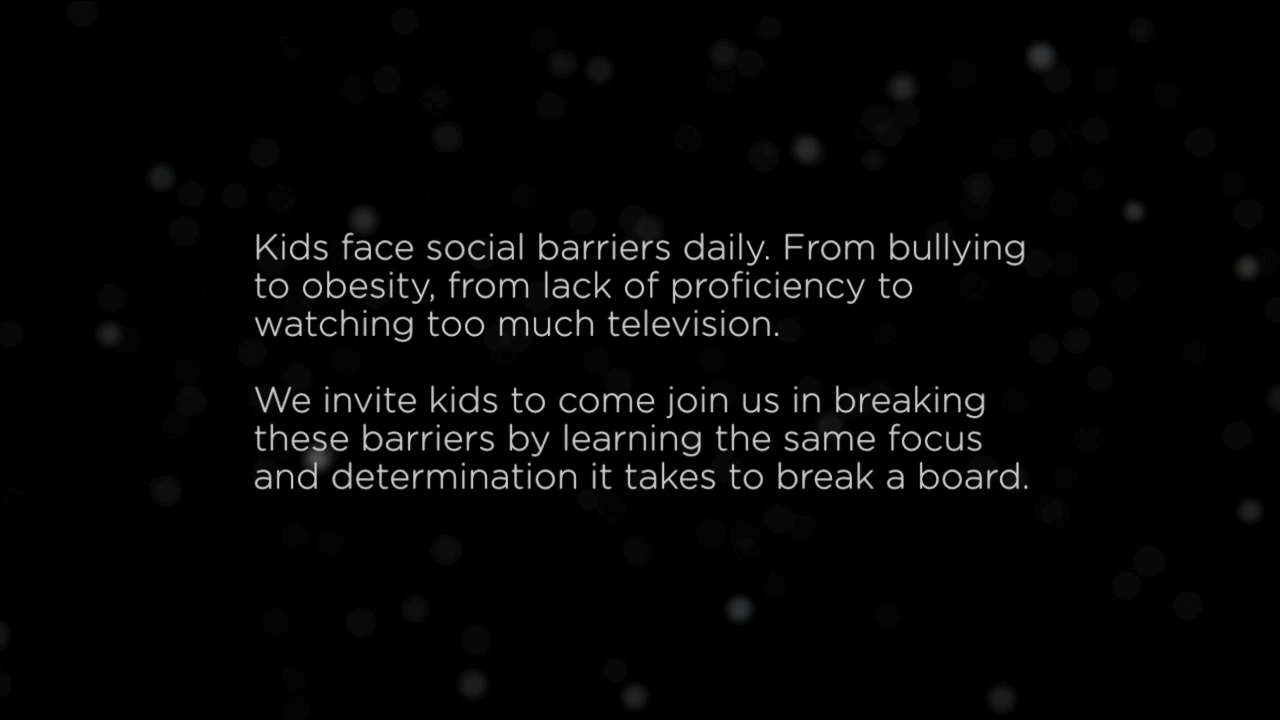 Kids face social barriers daily. From bullying
to obesity, from lack of proficiency to
watching too much television.
We invite kids to come join us in breaking
these barriers by learning the same focus
and determination it takes to break a board.